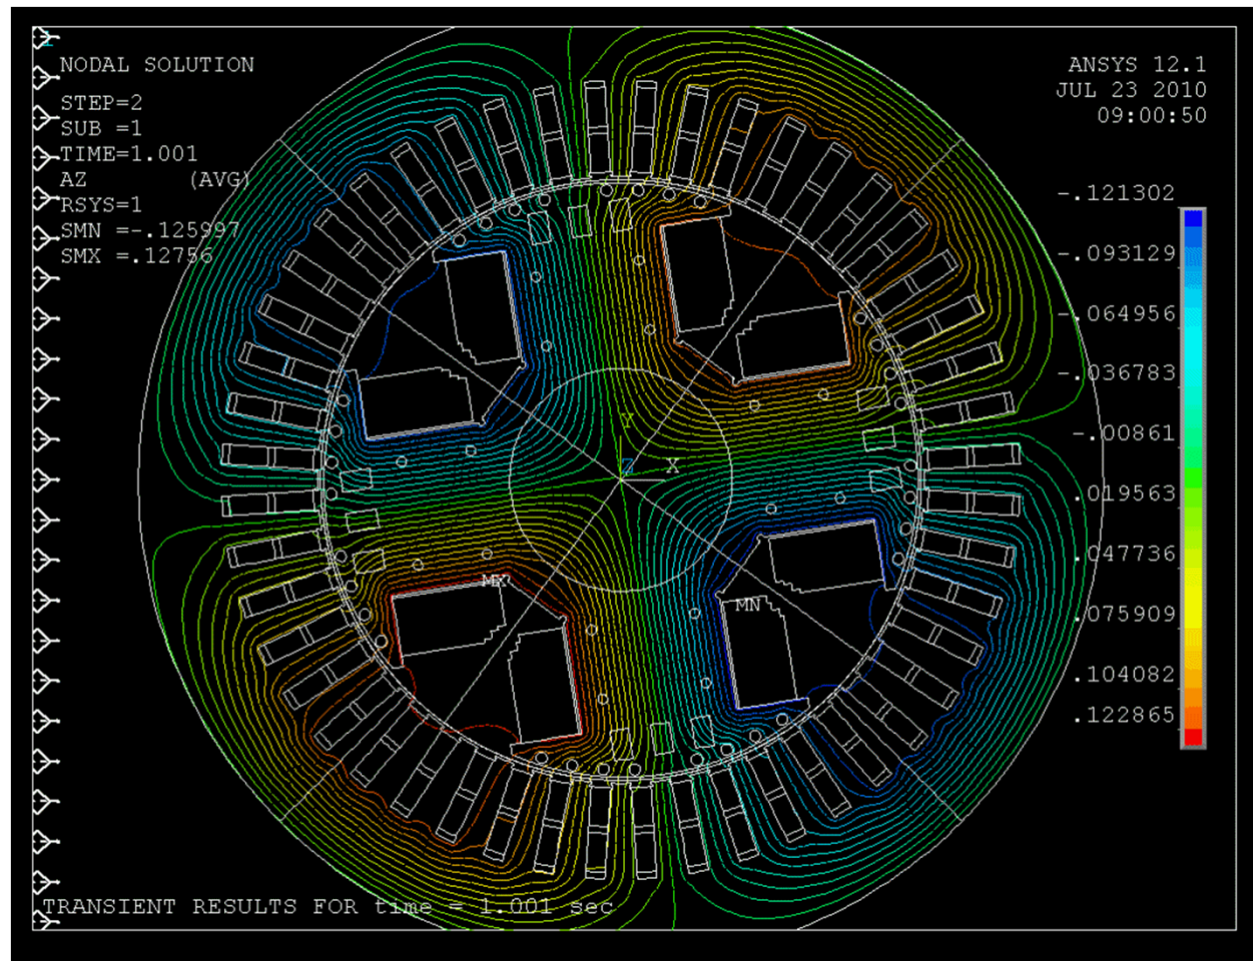 1
NODAL SOLUTION
STEP=2
SUB =1
TIME=1.001
AZ (AVG)
RSYS=1
SMN =-.125997
SMX =.12756
ANSYS 12.1
JUL 23 2010
09:00:50
-.121302
-.093129
-.064956
-.036783
-.00861
.019563
.047736
.075909
.104082
.122865
Y
Z X
MX
MN
TRANSIENT RESULTS FOR time = 1.001 sec